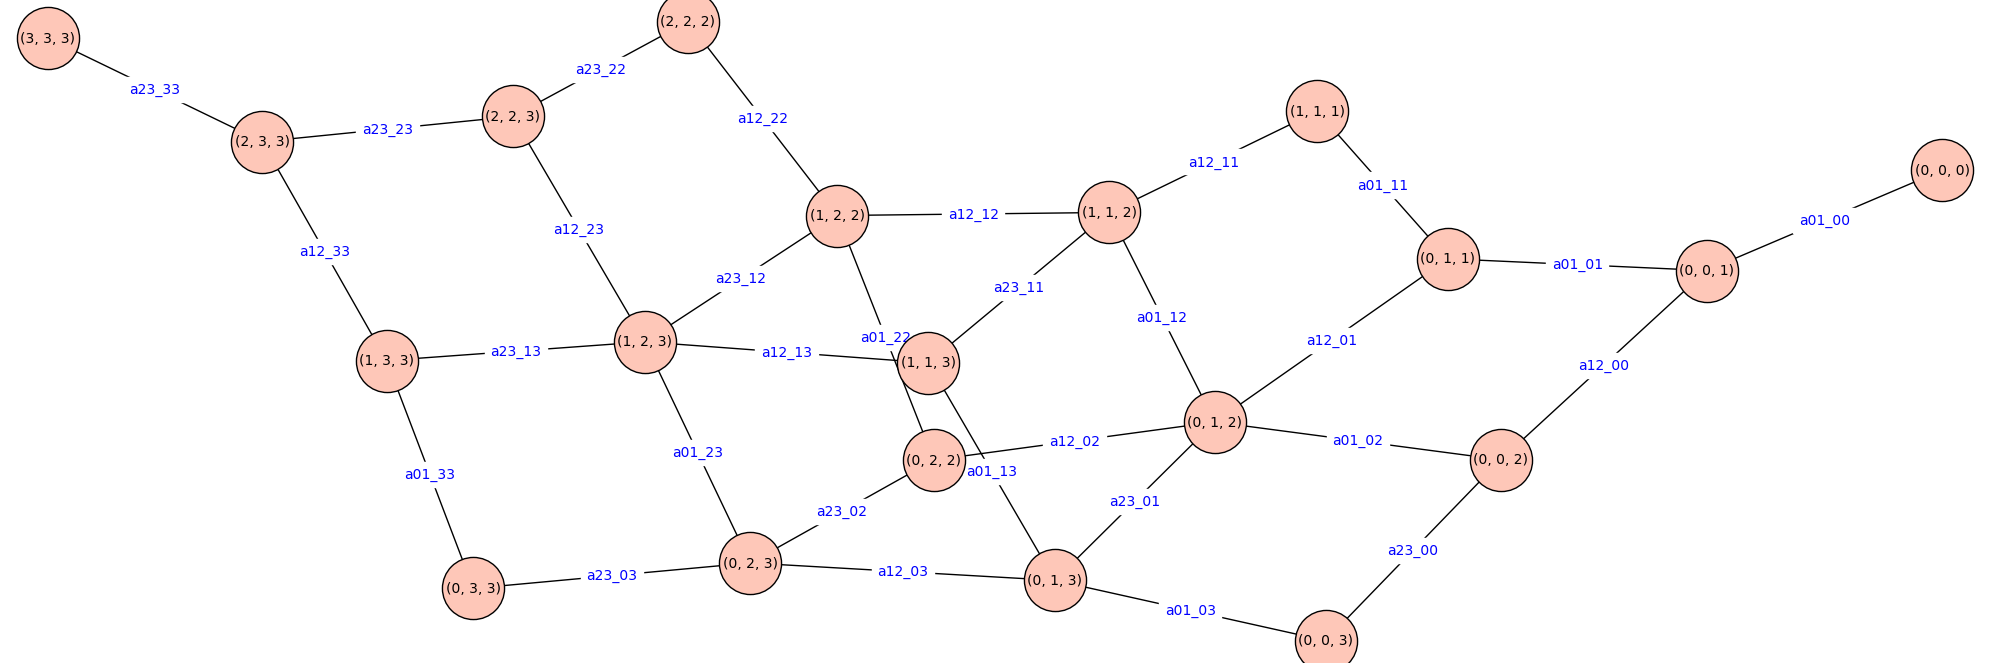 (2, 2, 2)
(3, 3, 3)
a23_22
a23_33
(1, 1, 1)
(2, 2, 3)
a12_22
a23_23
(2, 3, 3)
a12_11
(0, 0, 0)
a01_11
(1, 1, 2)
a12_12
(1, 2, 2)
a01_00
a12_23
a12_33
(0, 1, 1)
a01_01
(0, 0, 1)
a23_12
a23_11
a01_12
a01_22
a12_01
(1, 2, 3)
a23_13
a12_13
(1, 3, 3)
(1, 1, 3)
a12_00
(0, 1, 2)
a12_02
a01_02
a01_23
(0, 2, 2)
(0, 0, 2)
a01_13
a01_33
a23_01
a23_02
a23_00
(0, 2, 3)
a12_03
a23_03
(0, 1, 3)
(0, 3, 3)
a01_03
(0, 0, 3)